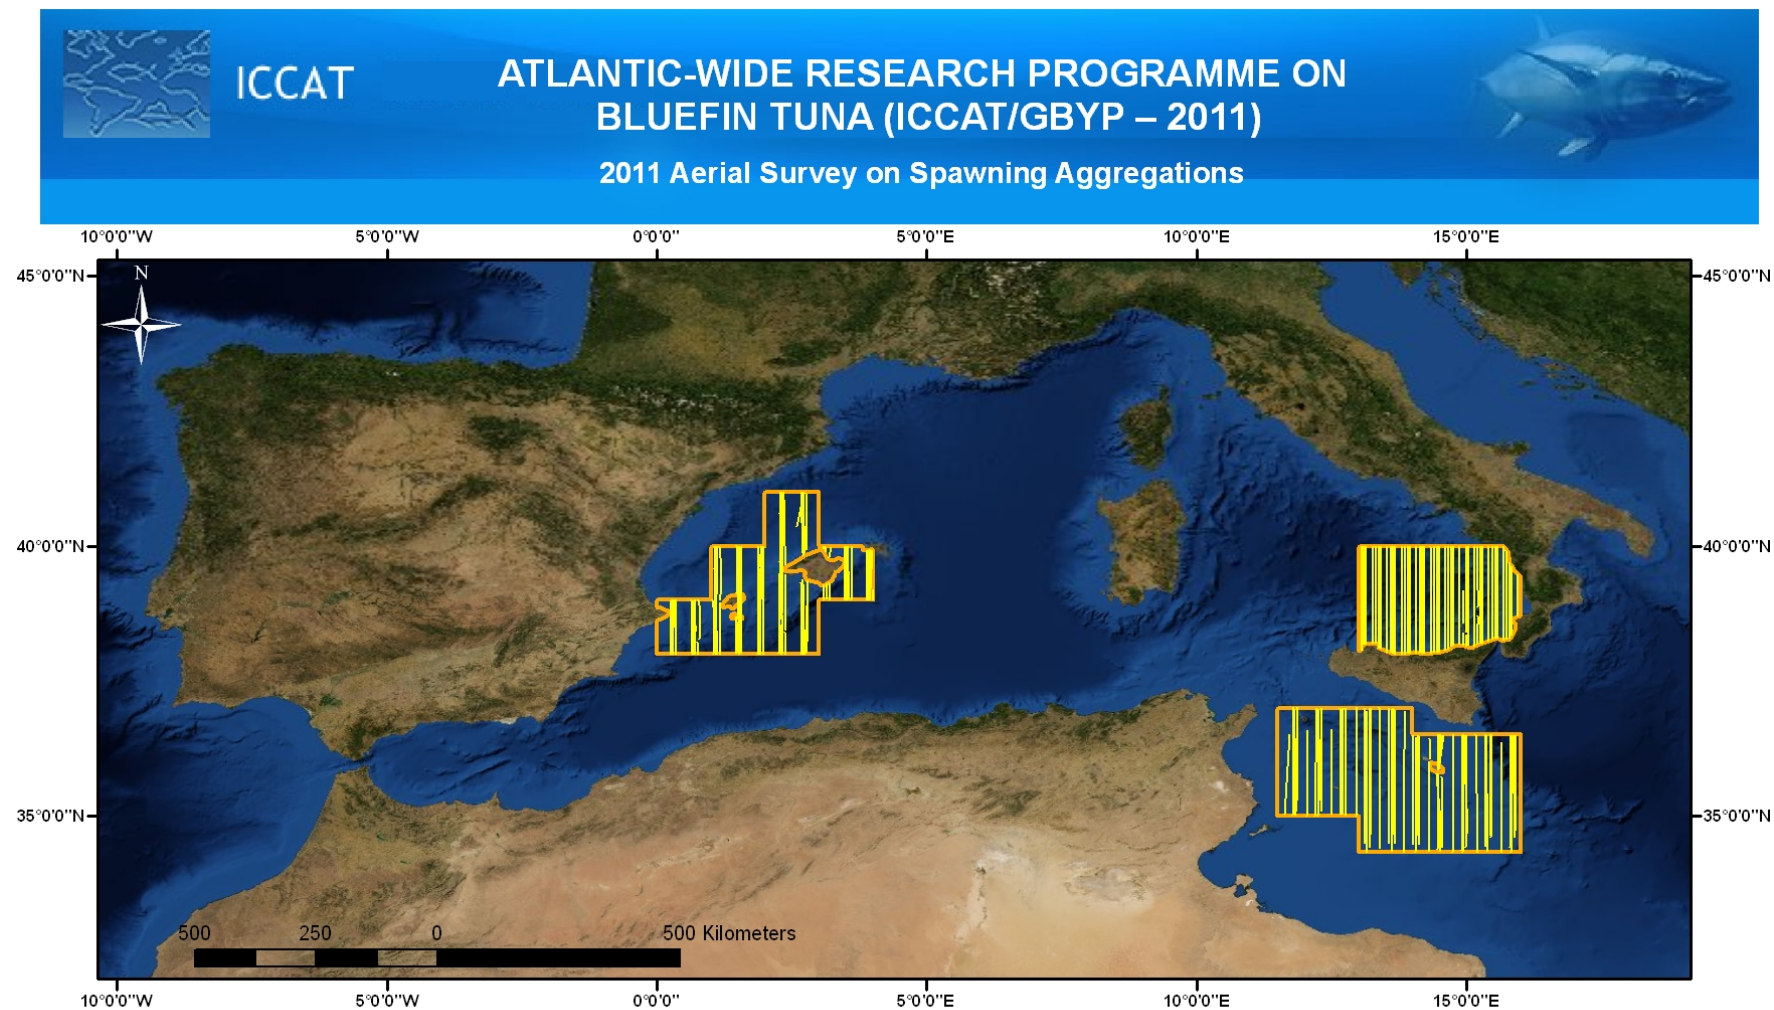 ICCAT
ATLANTIC-WIDE RESEARCH PROGRAMME ON
BLUEFIN TUNA (ICCAT/GBYP – 2011)
2011 Aerial Survey on Spawning Aggregations
10°0'0"W 5°0'0"W 0°0'0" 5°0'0"E 10°0'0"E 15°0'0"E
45°0'0"N 45°0'0"N
N
40°0'0"N 40°0'0"N
35°0'0"N 35°0'0"N
500 250 0 500 Kilometers
10°0'0"W 5°0'0"W 0°0'0" 5°0'0"E 10°0'0"E 15°0'0"E